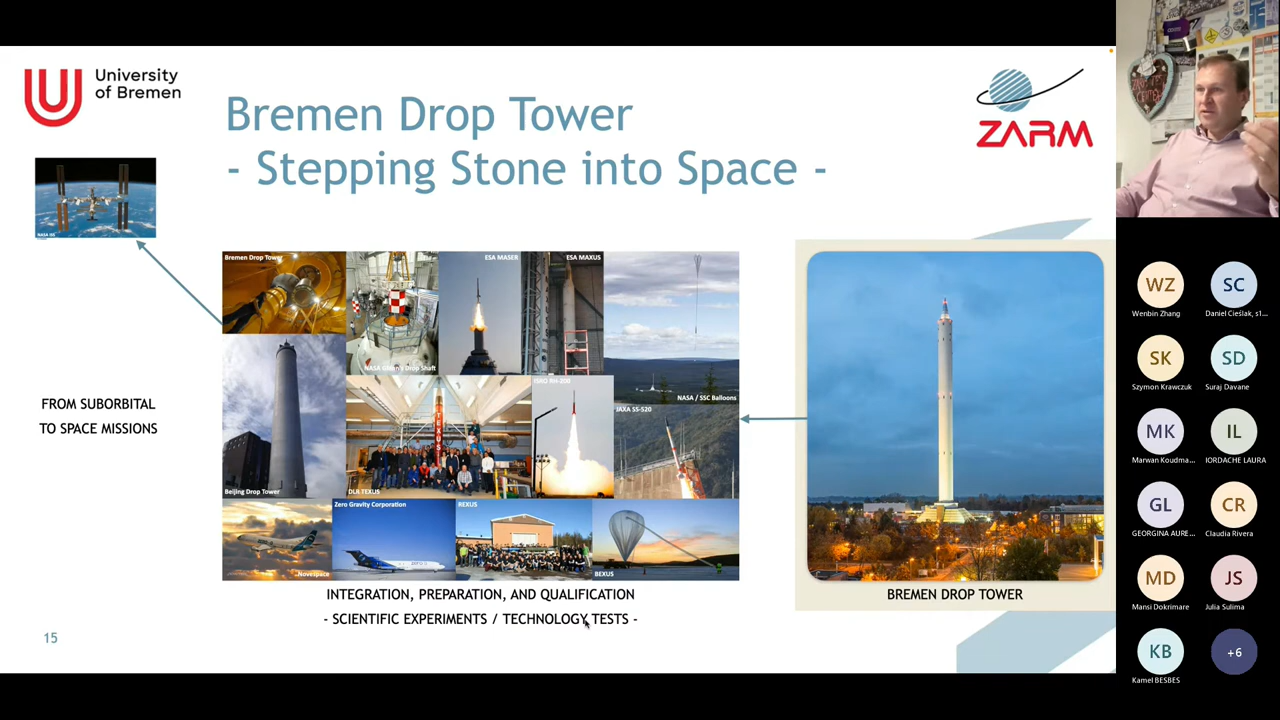 University
of Bremen
Bremen Drop Tower
- Stepping Stone into Space -
ZARM
NASA ISS
Bremen Drop Tower
NASA Glenn's Drop Shaft
ESA MASER
ESA MAXUS
NASA / SSC Balloons
Beijing Drop Tower
DLR TEXUS
TEXUS
ISRO RH-200
JAXA SS-520
Novespace
Zero Gravity Corporation
REXUS
BEXUS
FROM SUBORBITAL
TO SPACE MISSIONS
INTEGRATION, PREPARATION, AND QUALIFICATION
- SCIENTIFIC EXPERIMENTS / TECHNOLOGY TESTS -
BREMEN DROP TOWER
15
WZ
Wenbin Zhang
SC
Daniel Cieślak, s1...
SK
Szymon Krawczuk
SD
Suraj Davane
MK
Marwan Koudma...
IL
IORDACHE LAURA
GL
GEORGINA AURE...
CR
Claudia Rivera
MD
Mansi Dokrimare
JS
Julia Sulima
KB
Kamel BESBES
+6